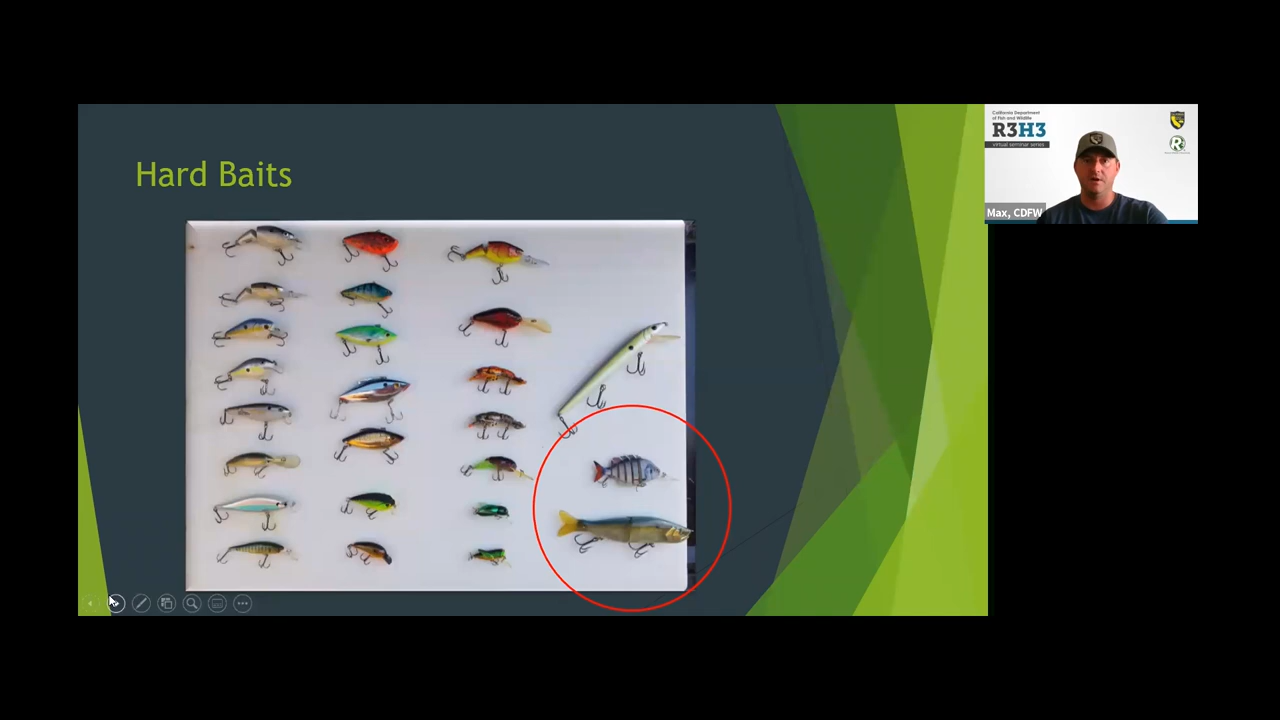 Hard Baits
California Department
of Fish and Wildlife
R3H3
virtual seminar series
Max, CDFW